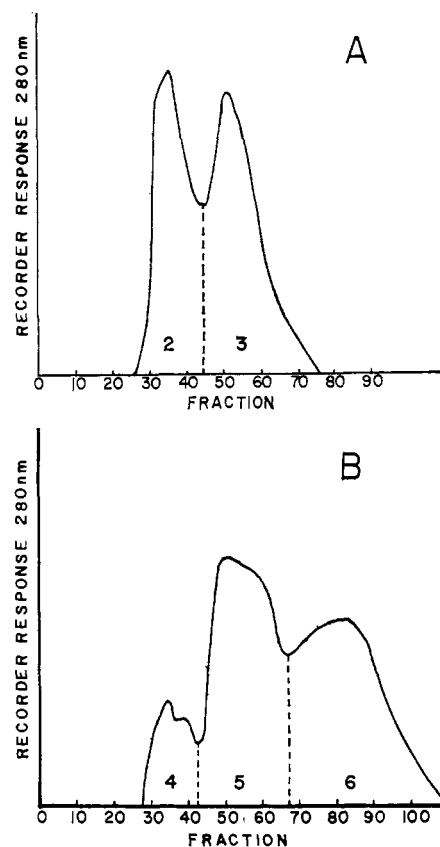 A
RECORDER RESPONSE 280nm
2 3
0 10 20 30 40 50 60 70 80 90
FRACTION
B
RECORDER RESPONSE 280nm
4 5 6
0 10 20 30 40 50 60 70 80 90 100
FRACTION